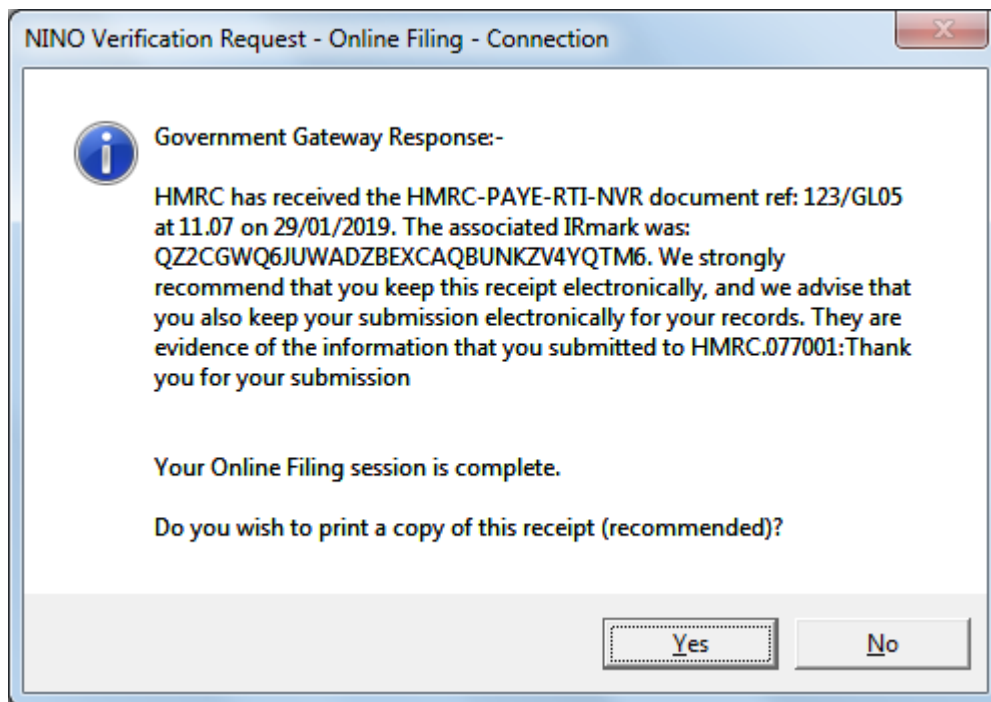 NINO Verification Request - Online Filing - Connection
Government Gateway Response:-
HMRC has received the HMRC-PAYE-RTI-NVR document ref: 123/GL05
at 11.07 on 29/01/2019. The associated IRmark was:
QZ2CGWQ6JUWADZBEXCAQBUNKZV4YQTM6. We strongly
recommend that you keep this receipt electronically, and we advise that
you also keep your submission electronically for your records. They are
evidence of the information that you submitted to HMRC.077001:Thank
you for your submission
Your Online Filing session is complete.
Do you wish to print a copy of this receipt (recommended)?
Yes
No